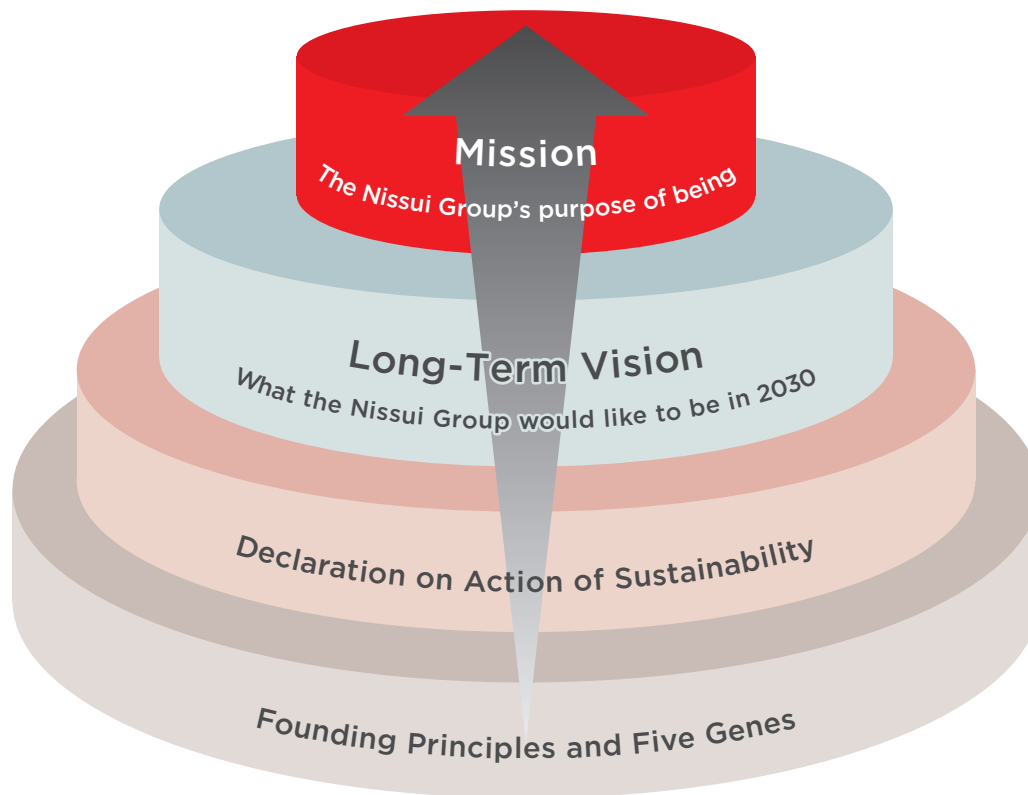 Mission
The Nissui Group's purpose of being
Long-Term Vision
What the Nissui Group would like to be in 2030
Declaration on Action of Sustainability
Founding Principles and Five Genes